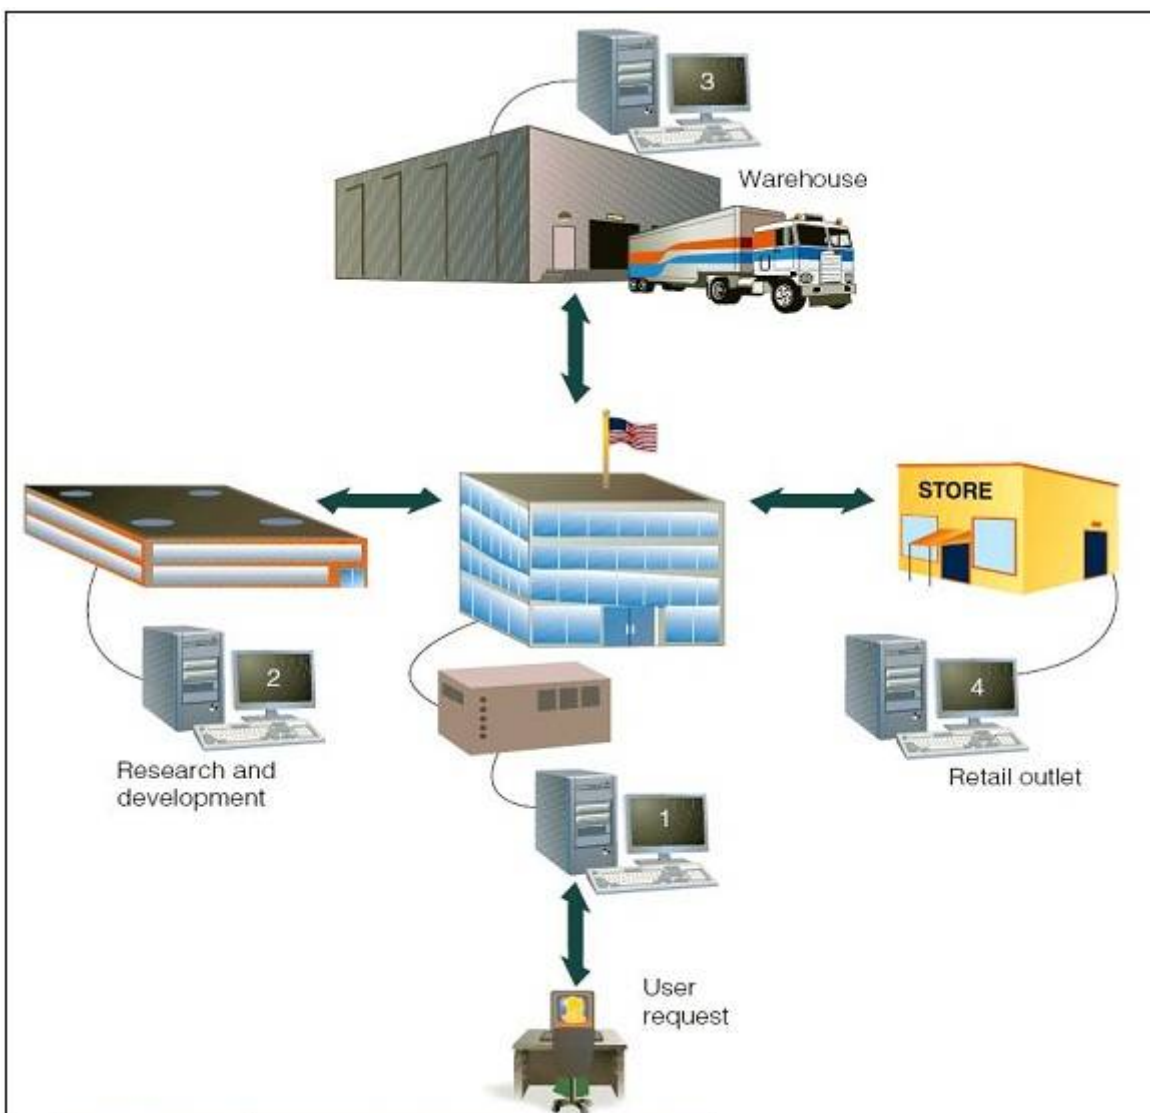 3
Warehouse
STORE
2
4
Research and
development
Retail outlet
1
User
request